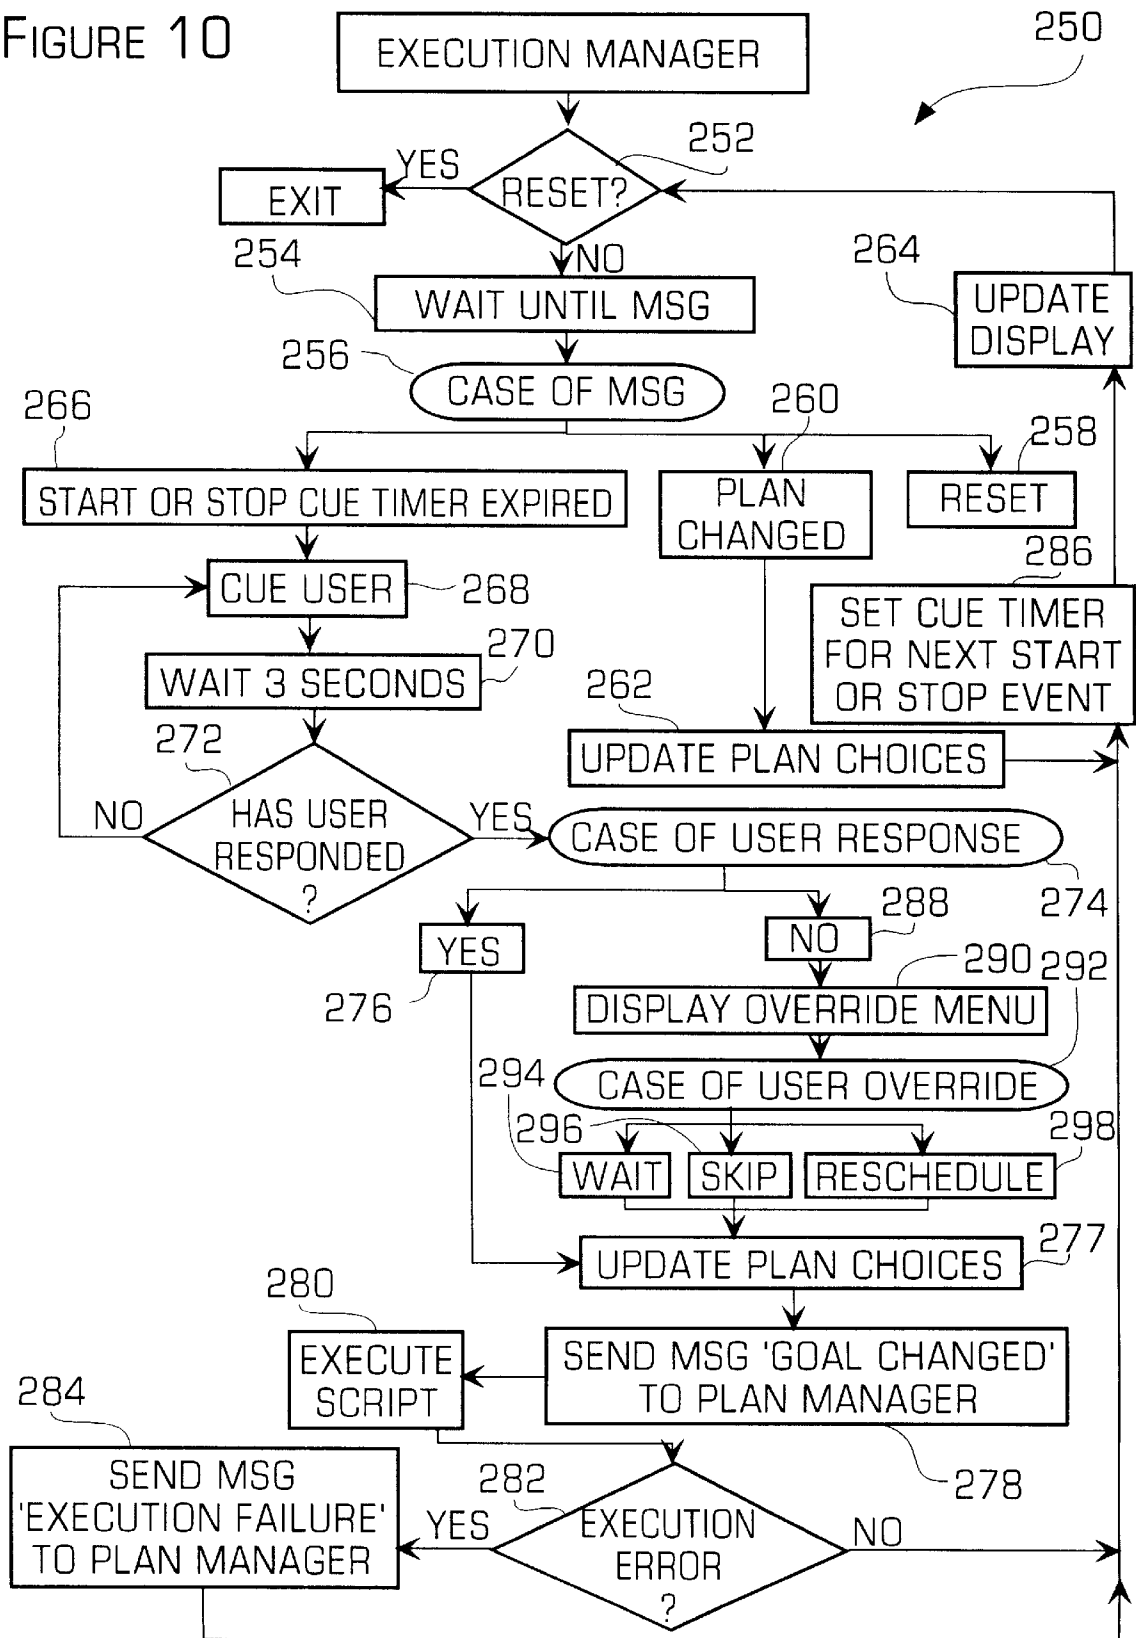 FIGURE 10
250
EXECUTION MANAGER
252
YES
RESET?
EXIT
254
NO
264
WAIT UNTIL MSG
UPDATE
DISPLAY
256
CASE OF MSG
266
260
258
START OR STOP CUE TIMER EXPIRED
PLAN
CHANGED
RESET
286
CUE USER
268
SET CUE TIMER
FOR NEXT START
OR STOP EVENT
270
WAIT 3 SECONDS
262
272
UPDATE PLAN CHOICES
NO
HAS USER
RESPONDED
?
YES
CASE OF USER RESPONSE
274
288
YES
NO
276
290
292
DISPLAY OVERRIDE MENU
294
CASE OF USER OVERRIDE
296
298
WAIT
SKIP
RESCHEDULE
277
UPDATE PLAN CHOICES
280
EXECUTE
SCRIPT
SEND MSG 'GOAL CHANGED'
TO PLAN MANAGER
284
278
SEND MSG
'EXECUTION FAILURE'
TO PLAN MANAGER
282
YES
EXECUTION
ERROR
?
NO